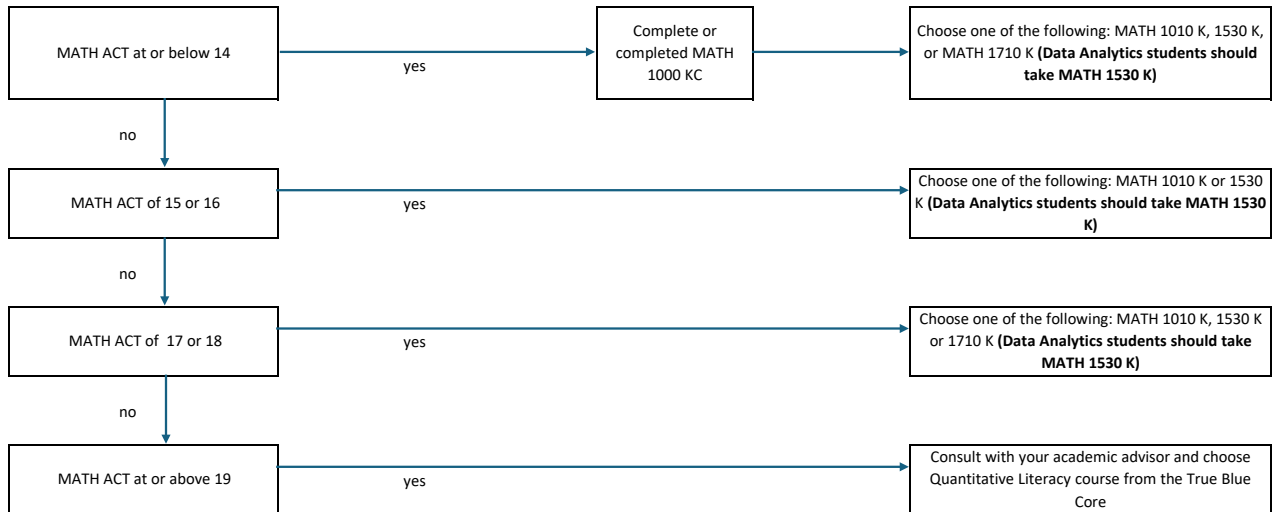 MATH ACT at or below 14
yes
Complete or
completed MATH
1000 KC
Choose one of the following: MATH 1010 K, 1530 K,
or MATH 1710 K (Data Analytics students should
take MATH 1530 K)
no
MATH ACT of 15 or 16
yes
Choose one of the following: MATH 1010 K or 1530
K (Data Analytics students should take MATH 1530
K)
no
MATH ACT of 17 or 18
yes
Choose one of the following: MATH 1010 K, 1530 K
or 1710 K (Data Analytics students should take
MATH 1530 K)
no
MATH ACT at or above 19
yes
Consult with your academic advisor and choose
Quantitative Literacy course from the True Blue
Core